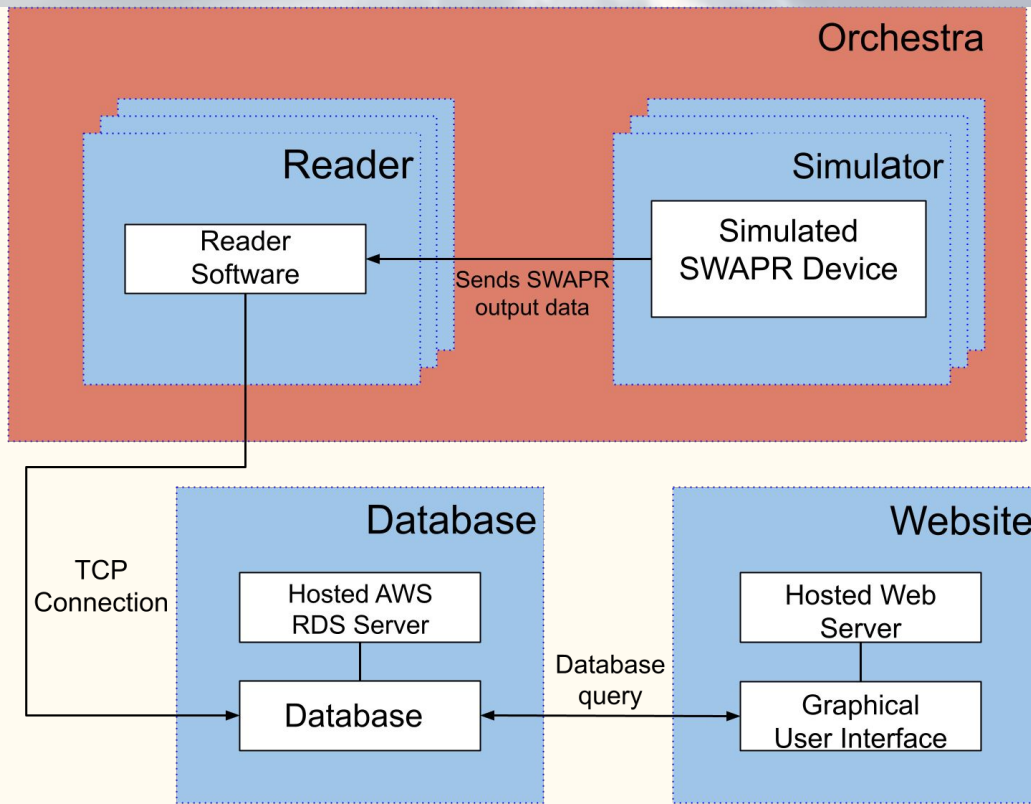 Orchestra
Reader
Simulator
Reader
Software
Sends SWAPR
output data
Simulated
SWAPR Device
TCP
Connection
Database
Hosted AWS
RDS Server
Database
Database
query
Website
Hosted Web
Server
Graphical
User Interface